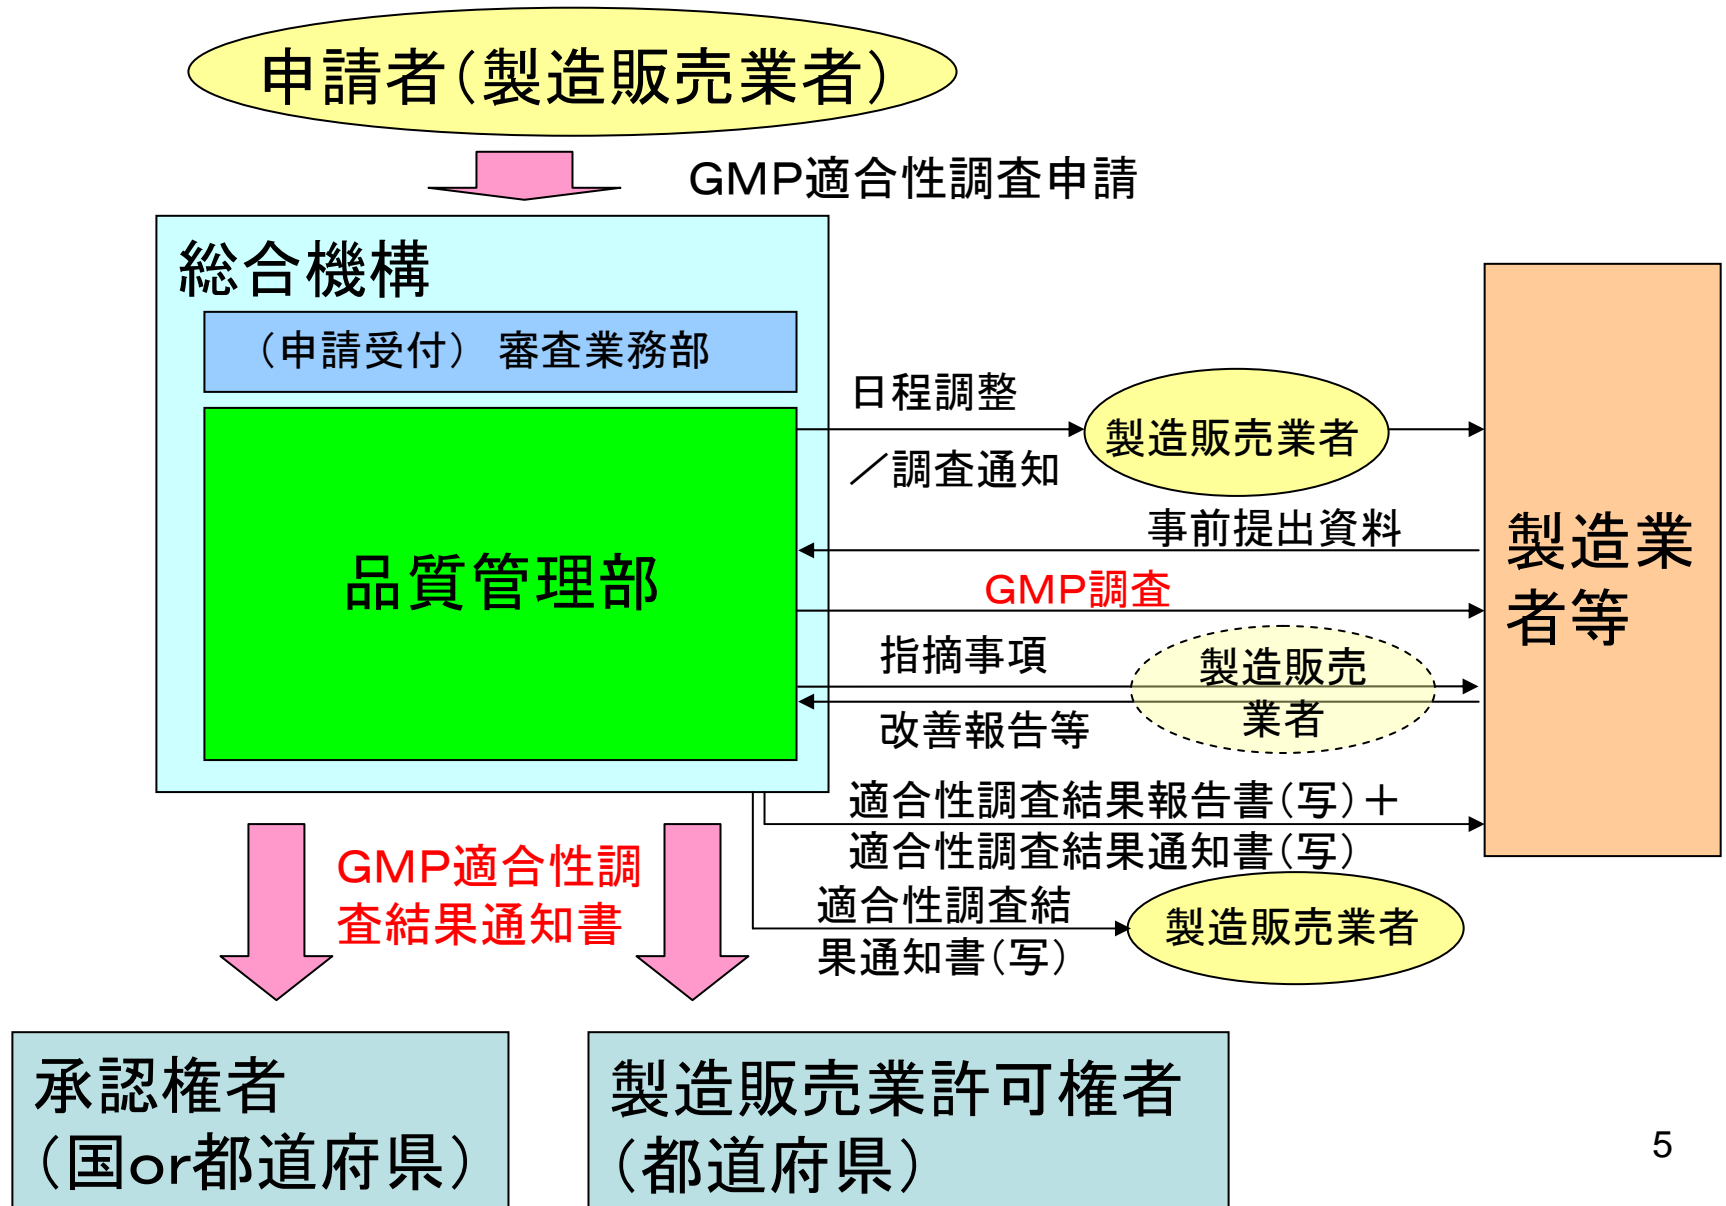 申請者（製造販売業者）
GMP適合性調査申請
総合機構
（申請受付） 審査業務部
品質管理部
日程調整
／調査通知
製造販売業者
事前提出資料
GMP調査
指摘事項
製造販売
業者
改善報告等
製造業
者等
適合性調査結果報告書（写）＋
適合性調査結果通知書（写）
GMP適合性調
査結果通知書
適合性調査結
果通知書（写）
製造販売業者
承認権者
（国or都道府県）
製造販売業許可権者
（都道府県）
5